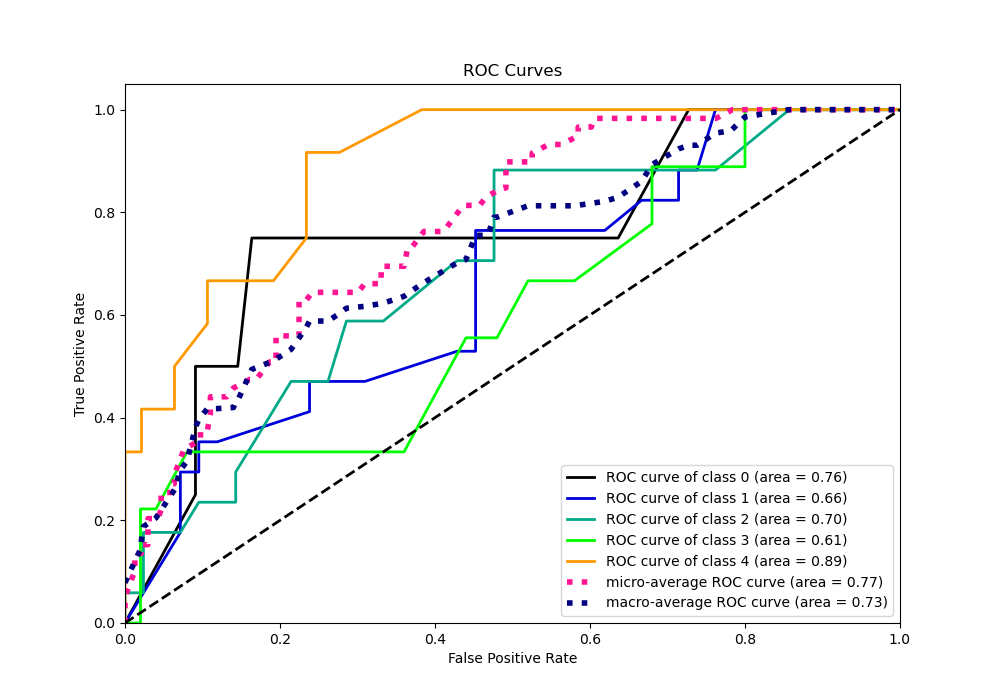 ROC Curves
True Positive Rate
1.0
0.8
0.6
0.4
0.2
0.0
ROC curve of class 0 (area = 0.76)
ROC curve of class 1 (area = 0.66)
ROC curve of class 2 (area = 0.70)
ROC curve of class 3 (area = 0.61)
ROC curve of class 4 (area = 0.89)
micro-average ROC curve (area = 0.77)
macro-average ROC curve (area = 0.73)
0.0 0.2 0.4 0.6 0.8 1.0
False Positive Rate